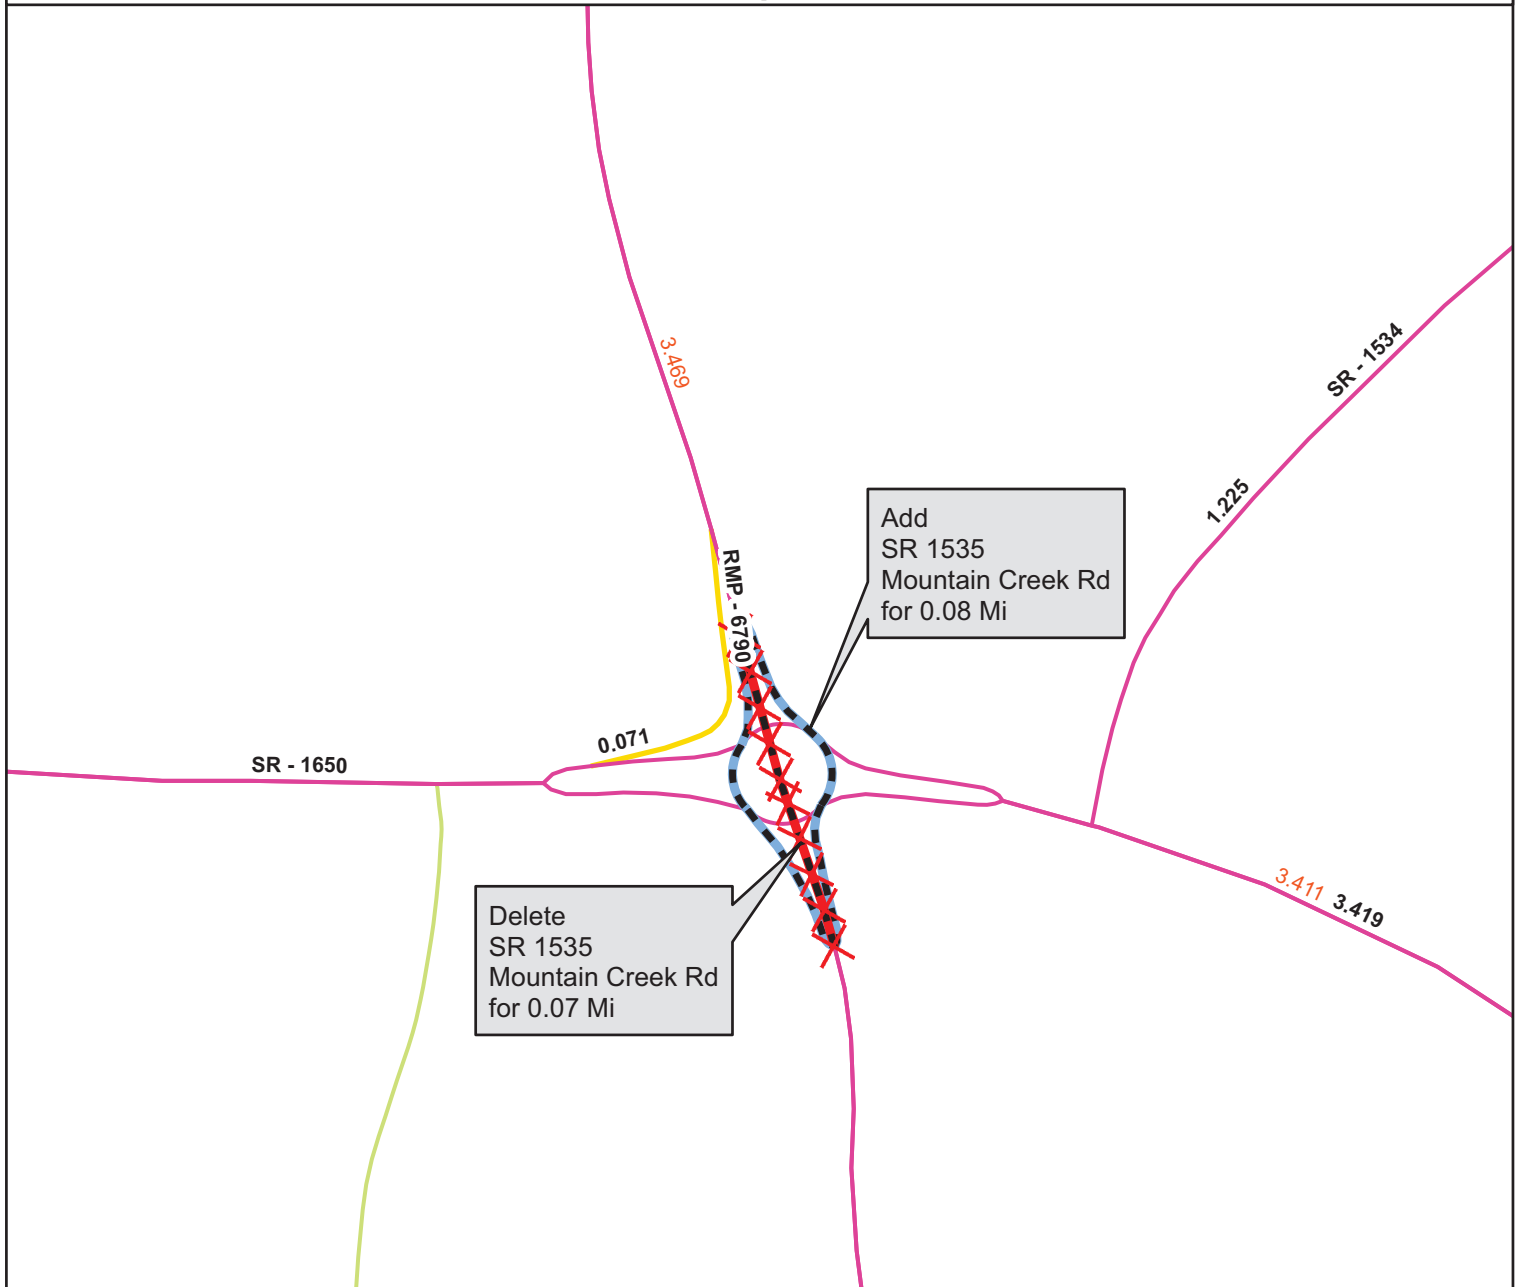 3.469
SR - 1534
1.225
Add
SR 1535
Mountain Creek Rd
for 0.08 Mi
RMP - 6790
0.071
SR - 1650
3.411 3.419
Delete
SR 1535
Mountain Creek Rd
for 0.07 Mi